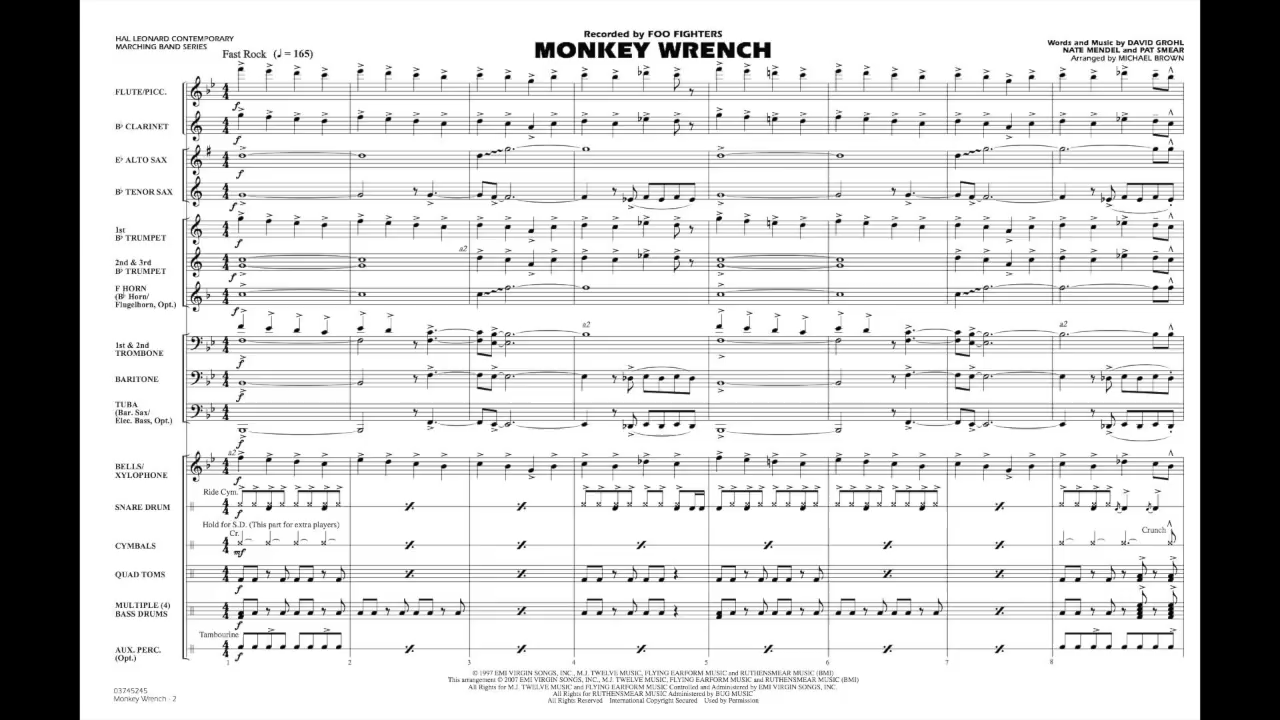 HAL LEONARD CONTEMPORARY
MARCHING BAND SERIES
Recorded by FOO FIGHTERS
MONKEY WRENCH
Words and Music by DAVID GROHL
NATE MENDEL and PAT SMEAR
Arranged by MICHAEL BROWN
Fast Rock (♩ = 165)
FLUTE/PICC.
f
B♭ CLARINET
f
E♭ ALTO SAX
f
B♭ TENOR SAX
f
1st
B♭ TRUMPET
f
a2
2nd & 3rd
B♭ TRUMPET
f
F HORN
(B♭ Horn/
Flugelhorn, Opt.)
f
a2 a2
1st & 2nd
TROMBONE
f
BARITONE
f
TUBA
(Bar. Sax/
Elec. Bass, Opt.)
f
a2
BELLS/
XYLOPHONE
f
Ride Cym.
SNARE DRUM
f
Hold for S.D. (This part for extra players)
Cr.
Crunch
CYMBALS
mf
QUAD TOMS
f
MULTIPLE (4)
BASS DRUMS
f
Tambourine
AUX. PERC.
(Opt.)
f
1 2 3 4 5 6 7 8
© 1997 EMI VIRGIN SONGS, INC., M.J. TWELVE MUSIC, FLYING EARFORM MUSIC and RUTHENSMEAR MUSIC (BMI)
This arrangement © 2007 EMI VIRGIN SONGS, INC., M.J. TWELVE MUSIC, FLYING EARFORM MUSIC and RUTHENSMEAR MUSIC (BMI)
All Rights for M.J. TWELVE MUSIC and FLYING EARFORM MUSIC Controlled and Administered by EMI VIRGIN SONGS, INC.
All Rights for RUTHENSMEAR MUSIC Administered by BUG MUSIC
All Rights Reserved International Copyright Secured Used by Permission
03745245
Monkey Wrench - 2